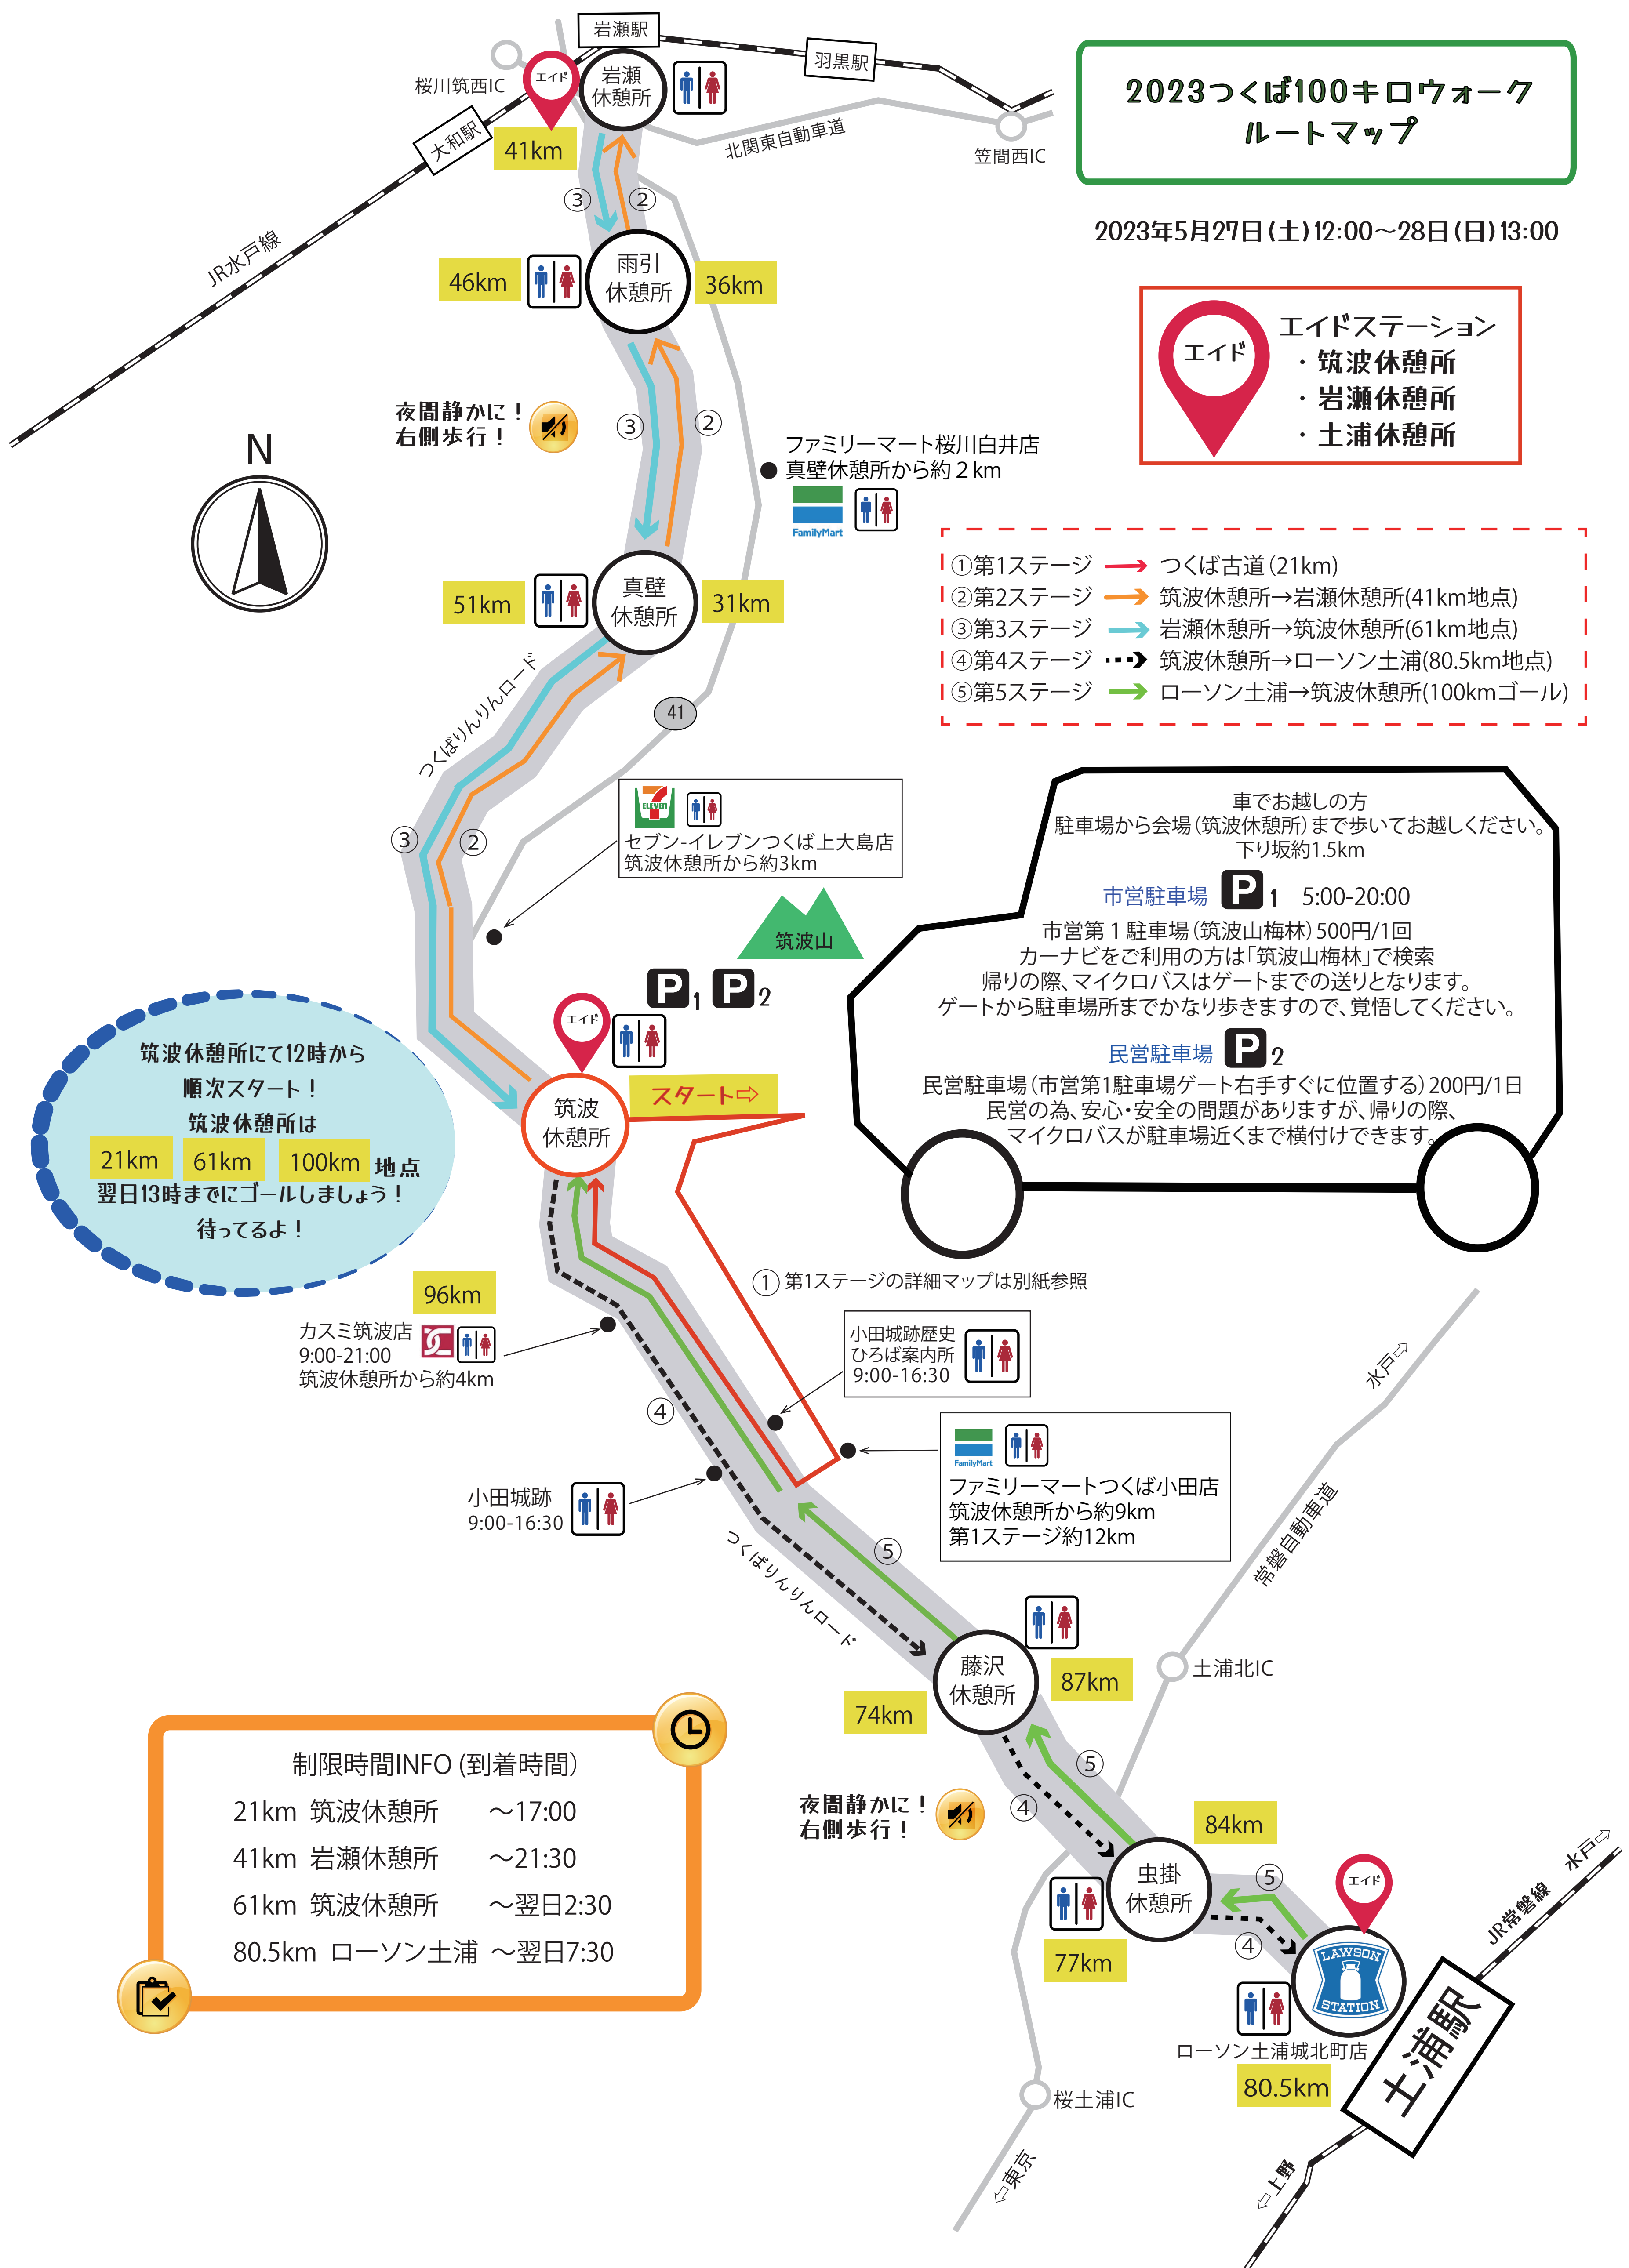 2023つくば100キロウォーク
ルートマップ
2023年5月27日(土)12:00～28日(日)13:00
エイド
エイドステーション
・筑波休憩所
・岩瀬休憩所
・土浦休憩所
岩瀬駅
羽黒駅
桜川筑西IC
エイド
岩瀬
休憩所
大和駅
41km
北関東自動車道
笠間西IC
③
②
JR水戸線
46km
雨引
休憩所
36km
夜間静かに！
右側歩行！
③
②
N
ファミリーマート桜川白井店
真壁休憩所から約２km
FamilyMart
①第1ステージ つくば古道（21km)
②第2ステージ 筑波休憩所→岩瀬休憩所(41km地点)
③第3ステージ 岩瀬休憩所→筑波休憩所(61km地点)
④第4ステージ 筑波休憩所→ローソン土浦(80.5km地点)
⑤第5ステージ ローソン土浦→筑波休憩所(100kmゴール)
51km
真壁
休憩所
31km
つくばりんりんロード
41
③
②
7
ELEVEN
セブン-イレブンつくば上大島店
筑波休憩所から約3km
筑波山
P 1
P 2
車でお越しの方
駐車場から会場（筑波休憩所）まで歩いてお越しください。
下り坂約1.5km
市営駐車場 P 1 5:00-20:00
市営第１駐車場（筑波山梅林）500円/1回
カーナビをご利用の方は「筑波山梅林」で検索
帰りの際、マイクロバスはゲートまでの送りとなります。
ゲートから駐車場所までかなり歩きますので、覚悟してください。
民営駐車場 P 2
民営駐車場（市営第1駐車場ゲート右手すぐに位置する）200円/1日
民営の為、安心・安全の問題がありますが、帰りの際、
マイクロバスが駐車場近くまで横付けできます。
筑波休憩所にて12時から
順次スタート！
筑波休憩所は
21km 61km 100km 地点
翌日13時までにゴールしましょう！
待ってるよ！
エイド
筑波
休憩所
スタート⇨
① 第1ステージの詳細マップは別紙参照
96km
カスミ筑波店
9:00-21:00
筑波休憩所から約4km
小田城跡歴史
ひろば案内所
9:00-16:30
④
小田城跡
9:00-16:30
FamilyMart
ファミリーマートつくば小田店
筑波休憩所から約9km
第1ステージ約12km
つくばりんりんロード
⑤
水戸⇨
常磐自動車道
藤沢
休憩所
87km
74km
土浦北IC
⑤
④
夜間静かに！
右側歩行！
84km
虫掛
休憩所
77km
⑤
④
エイド
LAWSON
STATION
ローソン土浦城北町店
80.5km
水戸⇨
JR常磐線
土浦駅
桜土浦IC
⇦東京
⇦上野
制限時間INFO (到着時間）
21km 筑波休憩所 ～17:00
41km 岩瀬休憩所 ～21:30
61km 筑波休憩所 ～翌日2:30
80.5km ローソン土浦 ～翌日7:30